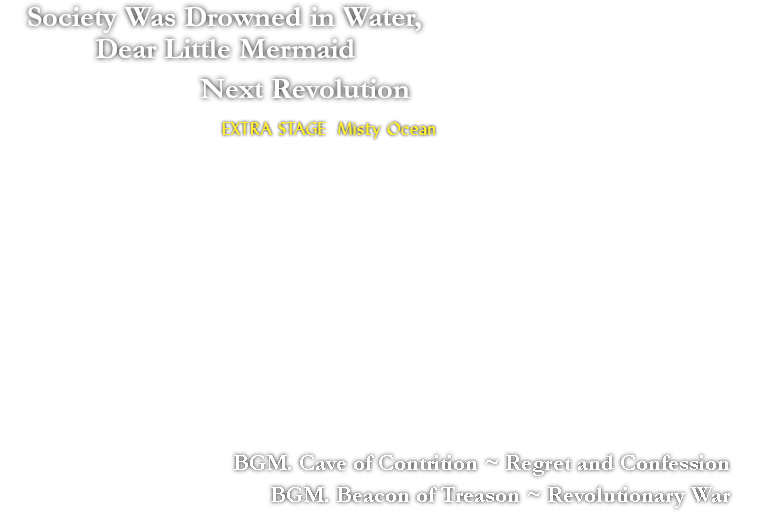 Society Was Drowned in Water,
Dear Little Mermaid
Next Revolution
EXTRA STAGE  Misty Ocean
BGM. Cave of Contrition ~ Regret and Confession
BGM. Beacon of Treason ~ Revolutionary War